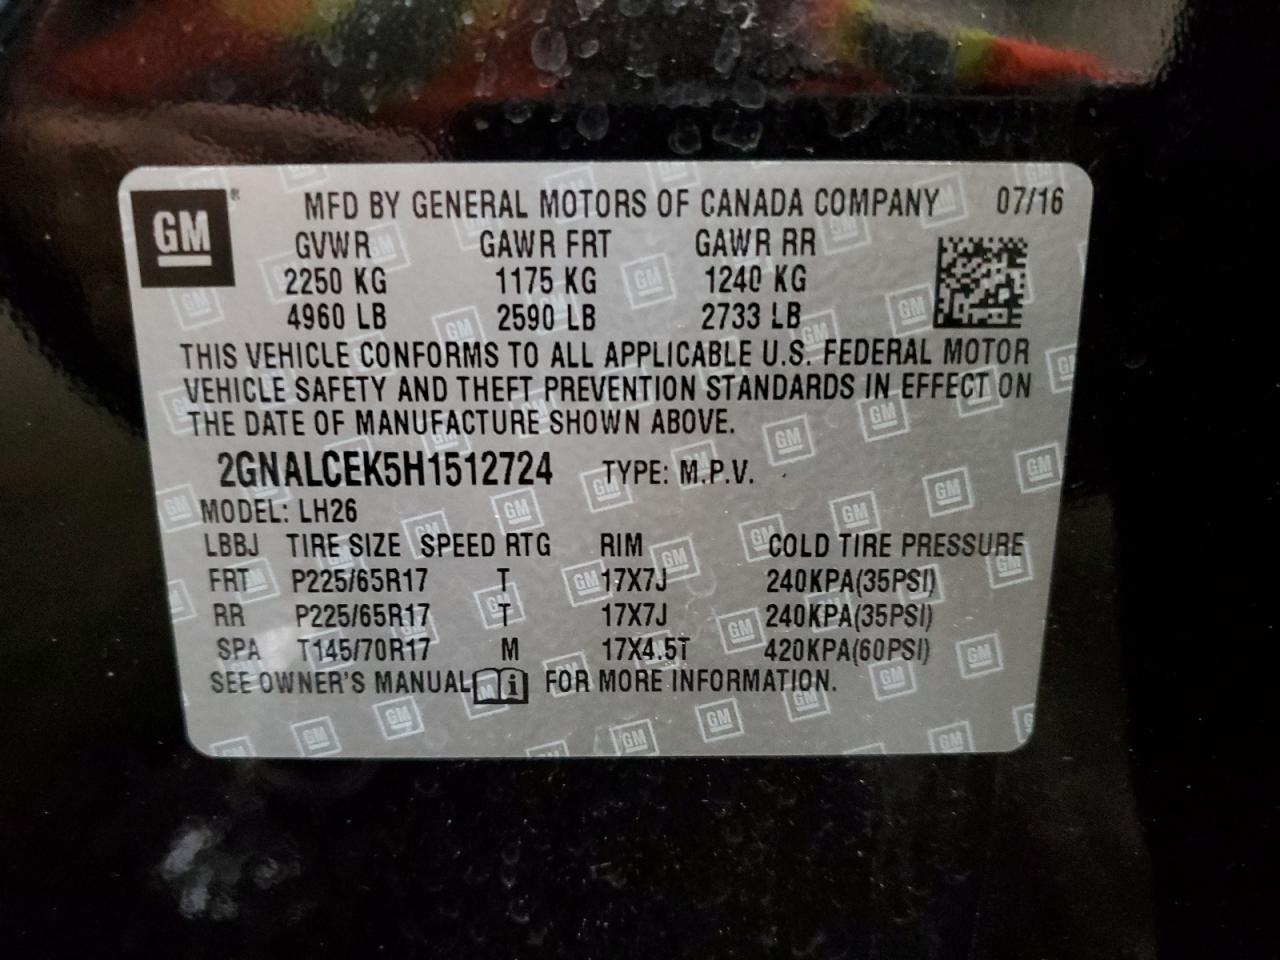 GM ® MFD BY GENERAL MOTORS OF CANADA COMPANY 07/16
GVWR GAWR FRT GAWR RR
2250 KG 1175 KG 1240 KG
4960 LB 2590 LB 2733 LB
THIS VEHICLE CONFORMS TO ALL APPLICABLE U.S. FEDERAL MOTOR
VEHICLE SAFETY AND THEFT PREVENTION STANDARDS IN EFFECT ON
THE DATE OF MANUFACTURE SHOWN ABOVE.
2GNALCEK5H1512724 TYPE: M.P.V.
MODEL: LH26
LBBJ TIRE SIZE SPEED RTG RIM COLD TIRE PRESSURE
FRT P225/65R17 T 17X7J 240KPA(35PSI)
RR P225/65R17 T 17X7J 240KPA(35PSI)
SPA T145/70R17 M 17X4.5T 420KPA(60PSI)
SEE OWNER'S MANUAL i FOR MORE INFORMATION.